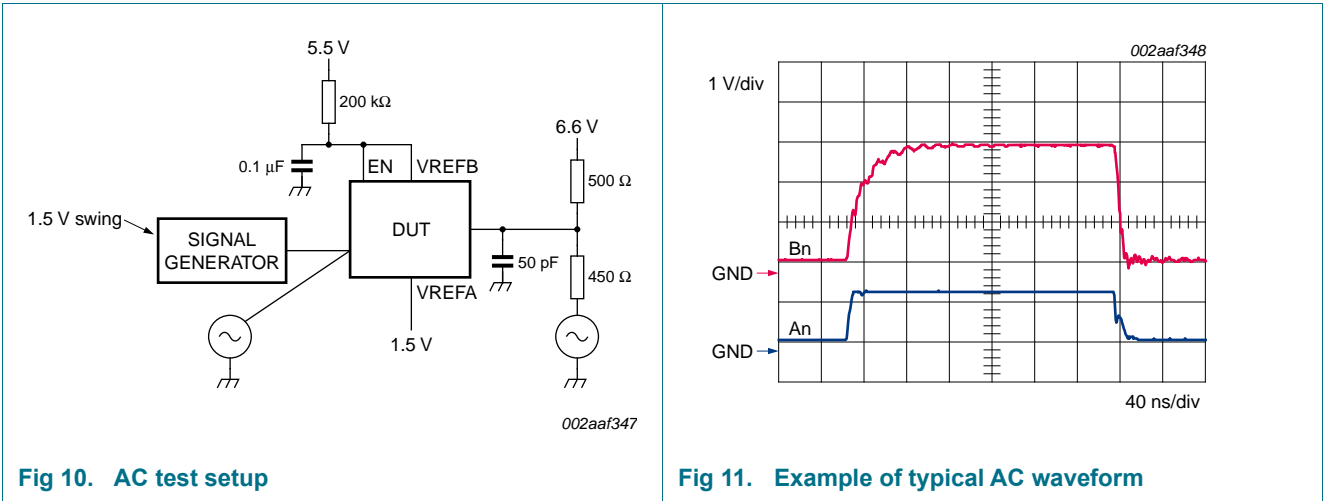 5.5 V
200 kΩ
6.6 V
0.1 μF
EN
VREFB
500 Ω
1.5 V swing
SIGNAL
GENERATOR
DUT
50 pF
450 Ω
VREFA
1.5 V
002aaf347
Fig 10. AC test setup
002aaf348
1 V/div
Bn
GND
An
GND
40 ns/div
Fig 11. Example of typical AC waveform